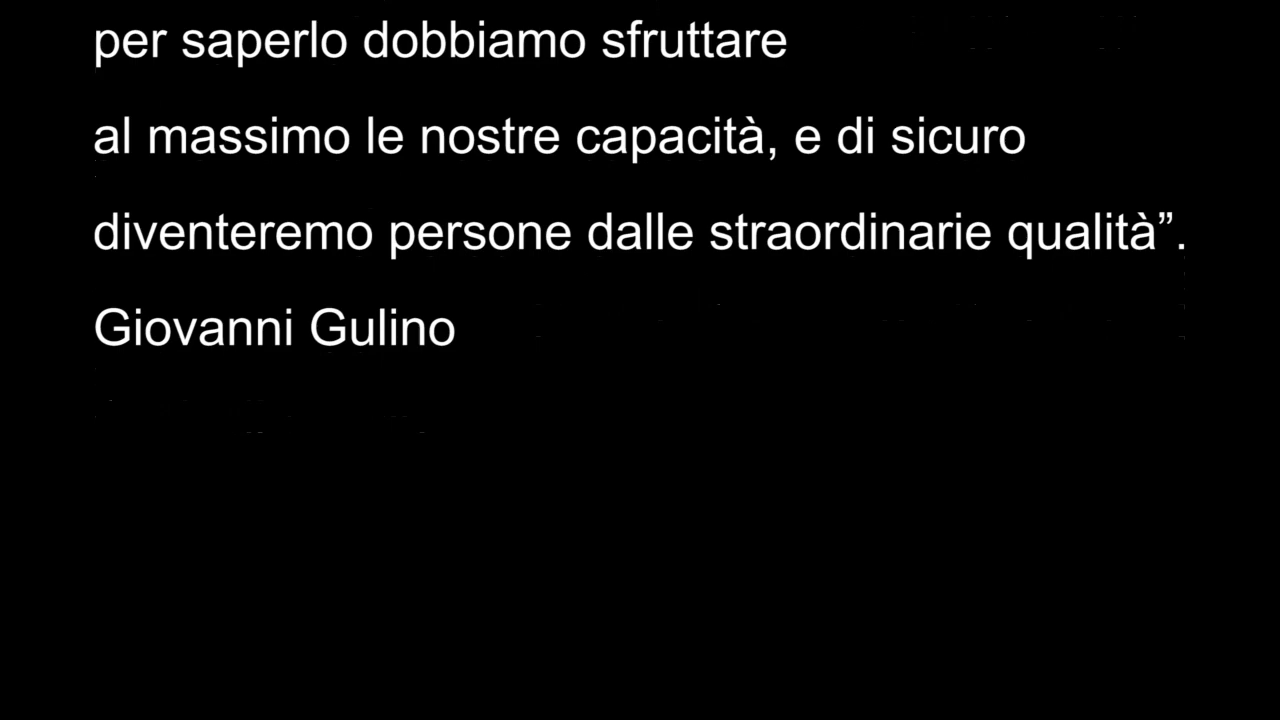 per saperlo dobbiamo sfruttare
al massimo le nostre capacità, e di sicuro
diventeremo persone dalle straordinarie qualità”.
Giovanni Gulino